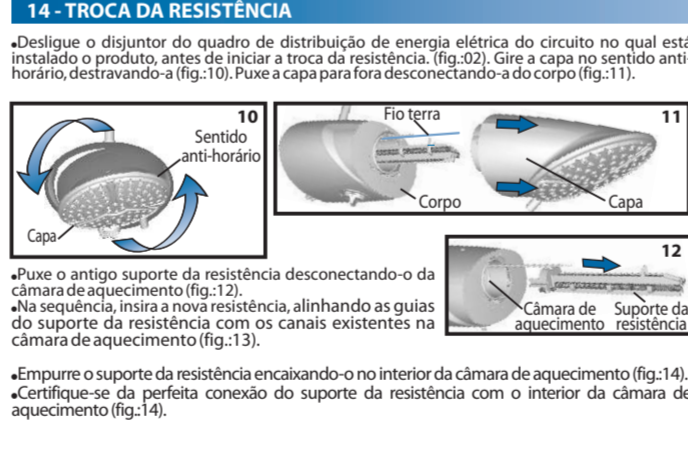 14 - TROCA DA RESISTÊNCIA
•Desligue o disjuntor do quadro de distribuição de energia elétrica do circuito no qual está
instalado o produto, antes de iniciar a troca da resistência. (fig.:02). Gire a capa no sentido anti-
horário, destravando-a (fig.:10). Puxe a capa para fora desconectando-a do corpo (fig.:11).
10
Sentido
anti-horário
Capa
11
Fio terra
Corpo
Capa
12
Câmara de
aquecimento
Suporte da
resistência
•Puxe o antigo suporte da resistência desconectando-o da
câmara de aquecimento (fig.:12).
•Na sequência, insira a nova resistência, alinhando as guias
do suporte da resistência com os canais existentes na
câmara de aquecimento (fig.:13).
•Empurre o suporte da resistência encaixando-o no interior da câmara de aquecimento (fig.:14).
•Certifique-se da perfeita conexão do suporte da resistência com o interior da câmara de
aquecimento (fig.:14).